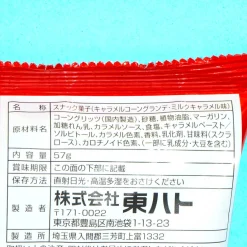 名称 スナック菓子(キャラメルコーングランデ・ミルクキャラメル味)
原材料名 コーングリッツ(国内製造)、砂糖、植物油脂、マーガリン、
加糖れん乳、カラメルソース、食塩、キャラメルペースト/
ソルビトール、カラメル色素、香料、乳化剤、甘味料(スクラ
ロース)、カロチノイド色素、(一部に乳成分・大豆を含む)
内容量 57g
賞味期限 この面の下部に記載
保存方法 直射日光・高温多湿をおさけください
販売者 株式会社東ハト
〒171-0022
東京都豊島区南池袋1-13-23
製造所 埼玉県入間郡三芳町上富1332